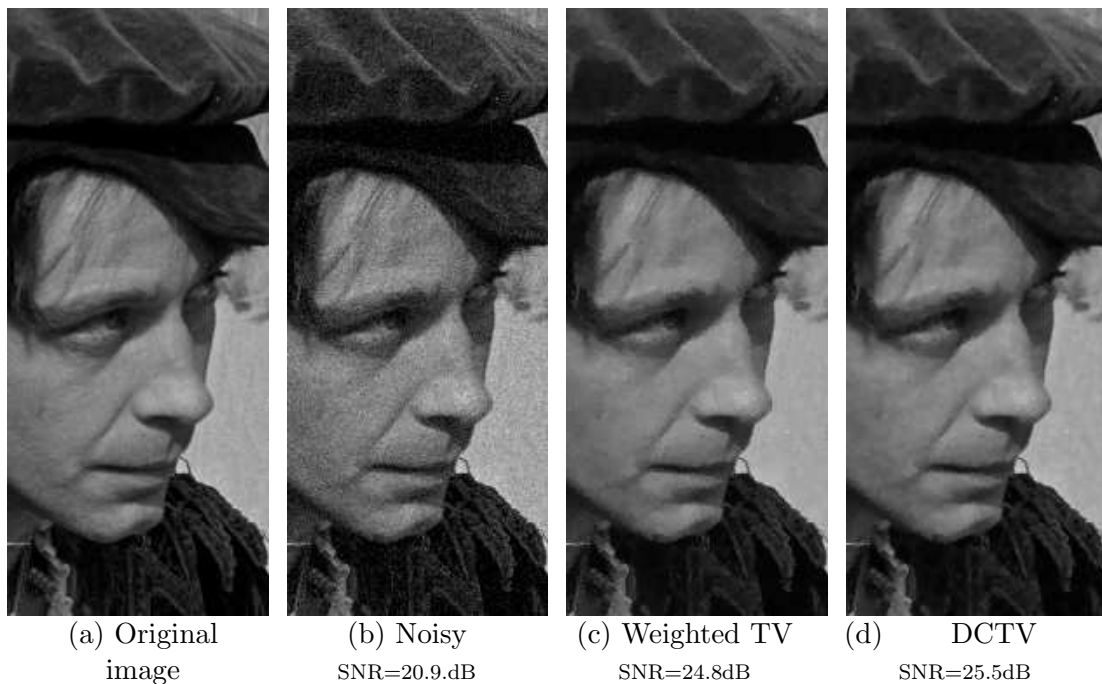 (a) Original image
(b) Noisy
SNR=20.9.dB
(c) Weighted TV
SNR=24.8dB
(d) DCTV
SNR=25.5dB